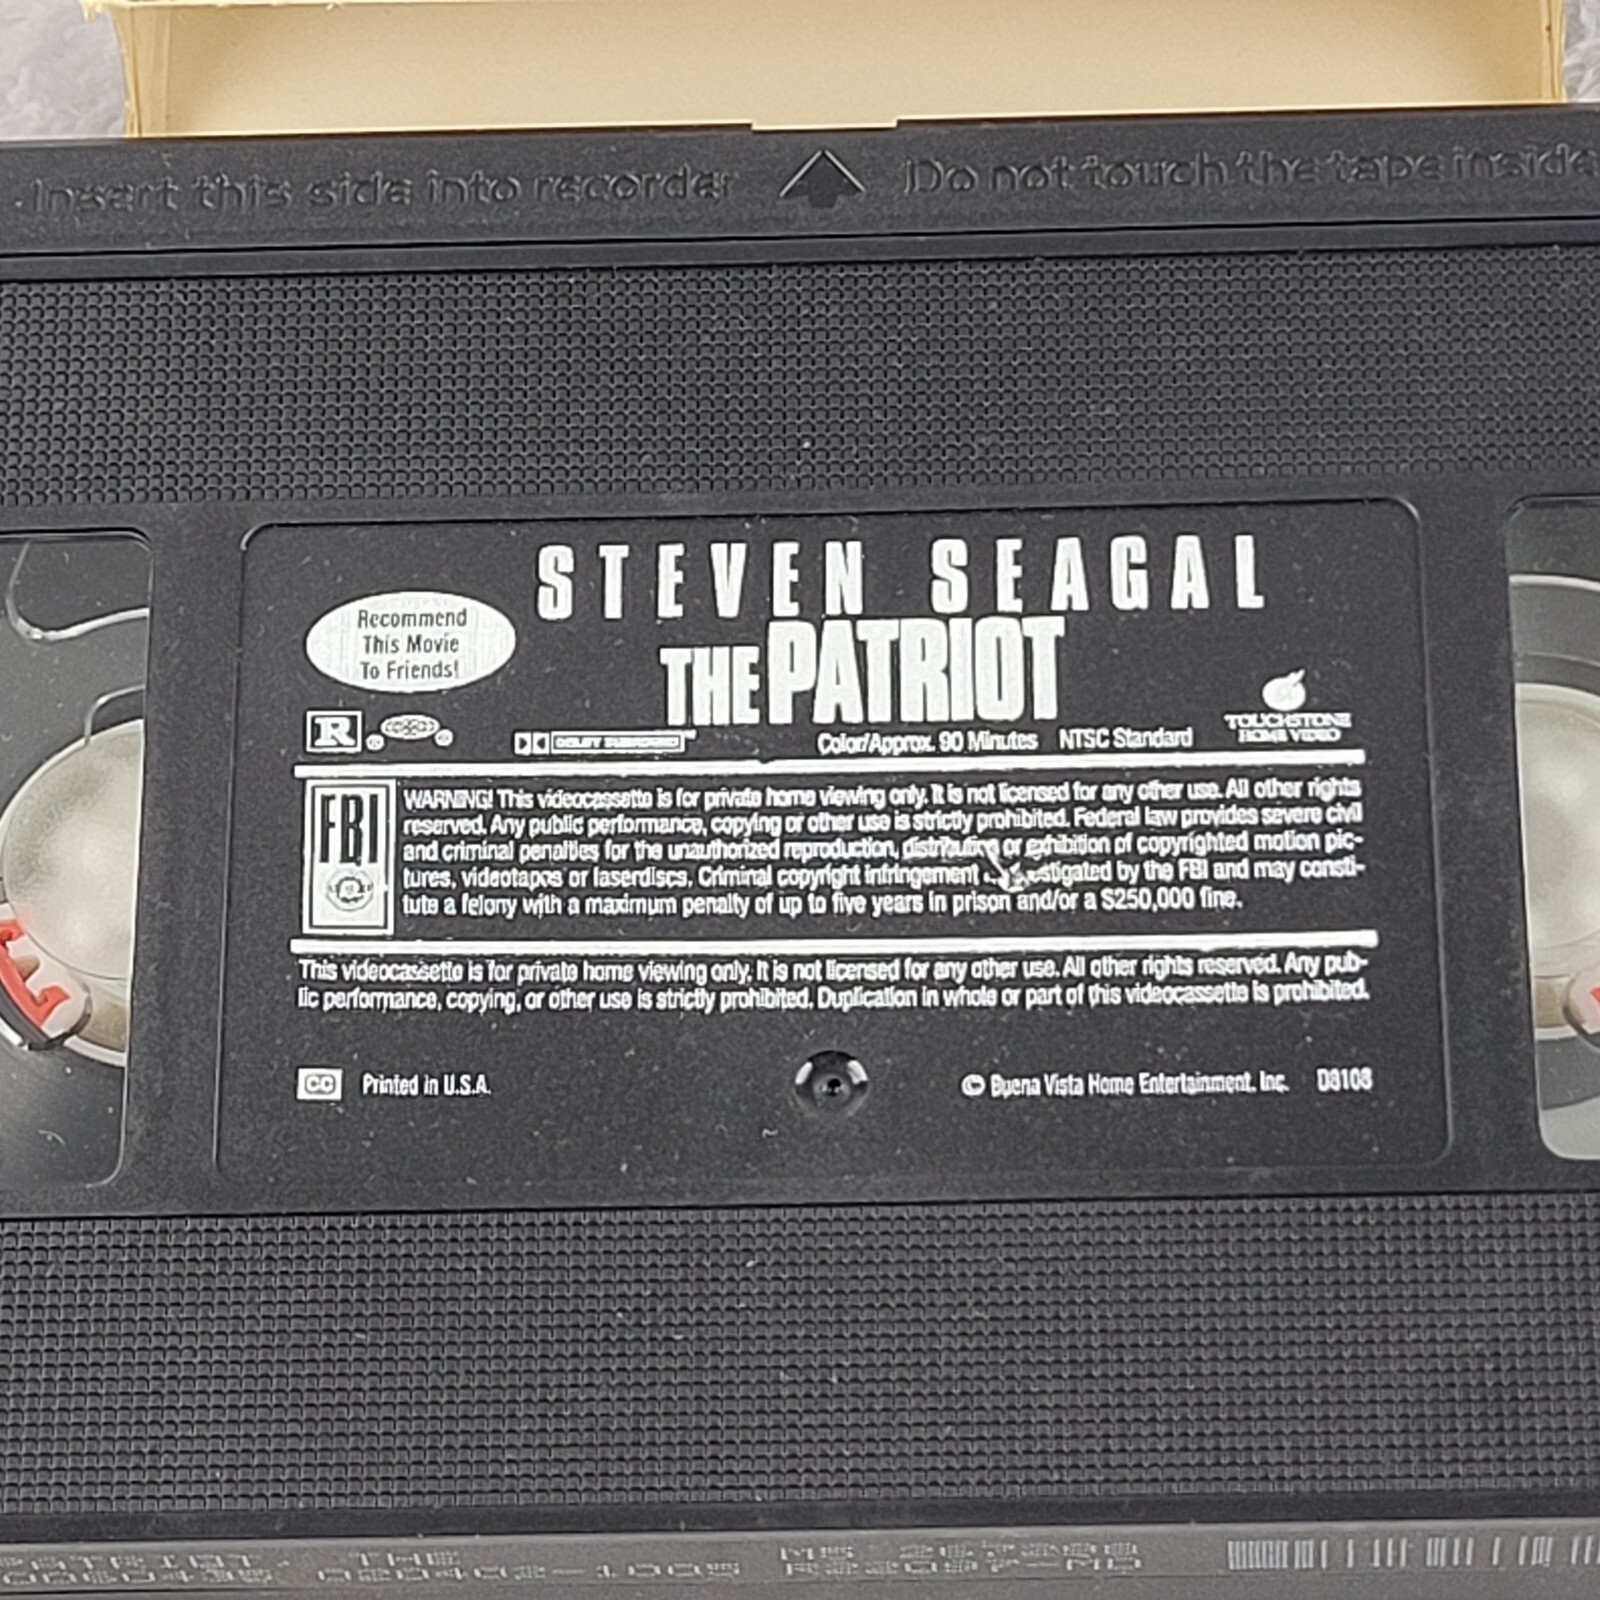 Insert this side into recorder Do not touch the tape inside
STEVEN SEAGAL
Recommend
This Movie
To Friends!
THE PATRIOT
R
DOLBY SURROUND
Color/Approx. 90 Minutes NTSC Standard
TOUCHSTONE
HOME VIDEO
FBI
WARNING! This videocassette is for private home viewing only. It is not licensed for any other use. All other rights
reserved. Any public performance, copying or other use is strictly prohibited. Federal law provides severe civil
and criminal penalties for the unauthorized reproduction, distribution or exhibition of copyrighted motion pic-
tures, videotapes or laserdiscs. Criminal copyright infringement estigated by the FBI and may consti-
tute a felony with a maximum penalty of up to five years in prison and/or a $250,000 fine.
This videocassette is for private home viewing only. It is not licensed for any other use. All other rights reserved. Any pub-
lic performance, copying, or other use is strictly prohibited. Duplication in whole or part of this videocassette is prohibited.
CC Printed in U.S.A.
© Buena Vista Home Entertainment, Inc. D8108